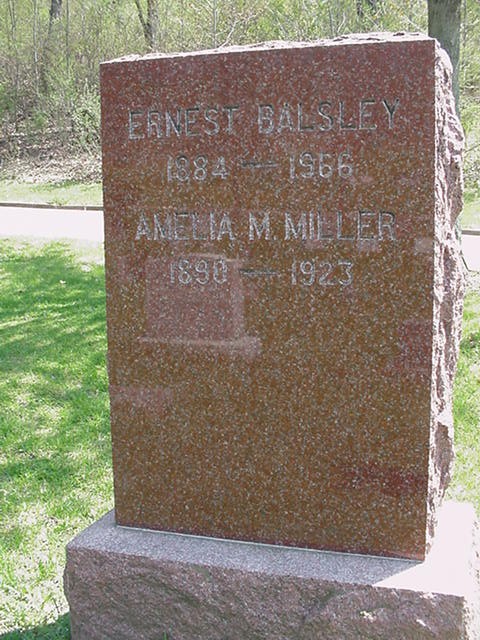 ERNEST BALSLEY
1884 — 1966
AMELIA M. MILLER
1890 — 1923